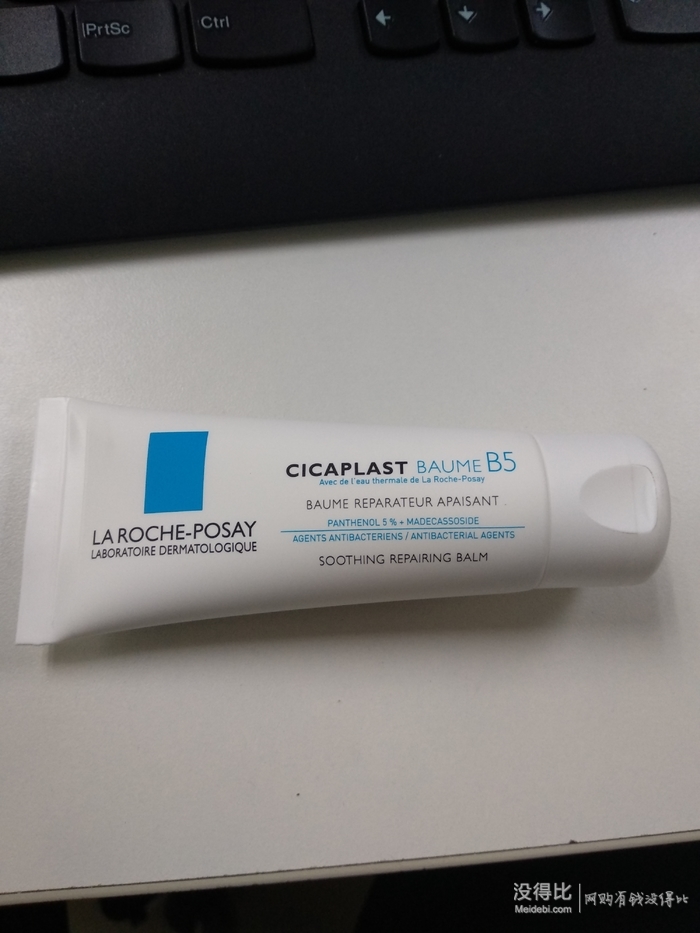 PrtSc
Ctrl
LA ROCHE-POSAY
LABORATOIRE DERMATOLOGIQUE
CICAPLAST BAUME B5
Avec de l'eau thermale de La Roche-Posay
BAUME REPARATEUR APAISANT
PANTHENOL 5 % + MADECASSOSIDE
AGENTS ANTIBACTERIENS / ANTIBACTERIAL AGENTS
SOOTHING REPAIRING BALM
没得比
Meidebi.com
网购有钱没得比